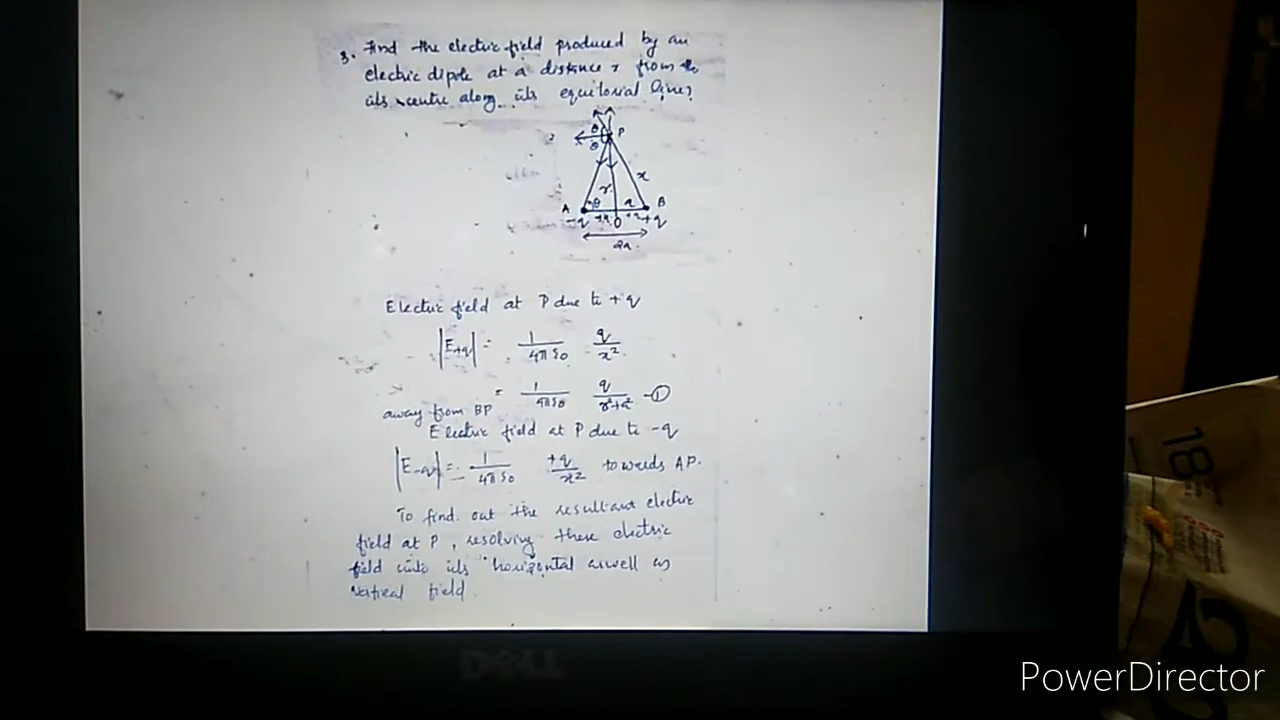 3. Find the electric field produced by an
electric dipole at a distance r from
its centre along its equitorial line?
θ P
θ
x
r
A θ a B
-q O +q
2a
Electric field at P due to +q
|E+q| = 1/4πε0 q/x²
= 1/4πε0 q/r²+a² -①
away from BP
Electric field at P due to -q
|E-q| = 1/4πε0 +q/x² towards AP.
To find out the resultant electric
field at P, resolving these electric
field into its horizontal aswell as
vertical field.
DELL
18
PowerDirector